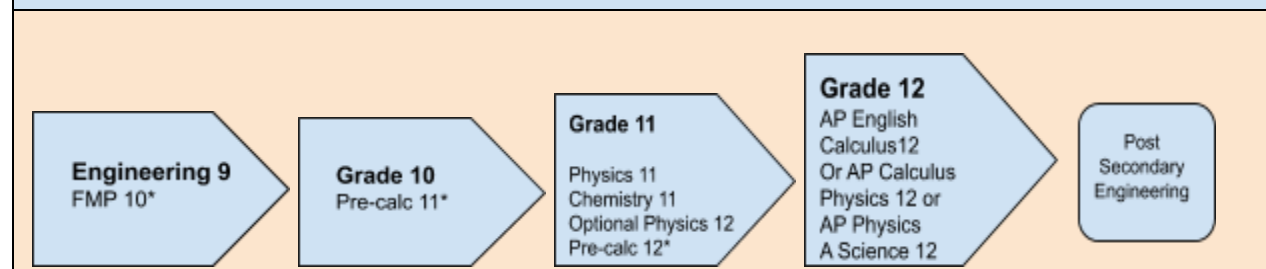 Engineering 9
FMP 10*
Grade 10
Pre-calc 11*
Grade 11
Physics 11
Chemistry 11
Optional Physics 12
Pre-calc 12*
Grade 12
AP English
Calculus12
Or AP Calculus
Physics 12 or
AP Physics
A Science 12
Post
Secondary
Engineering